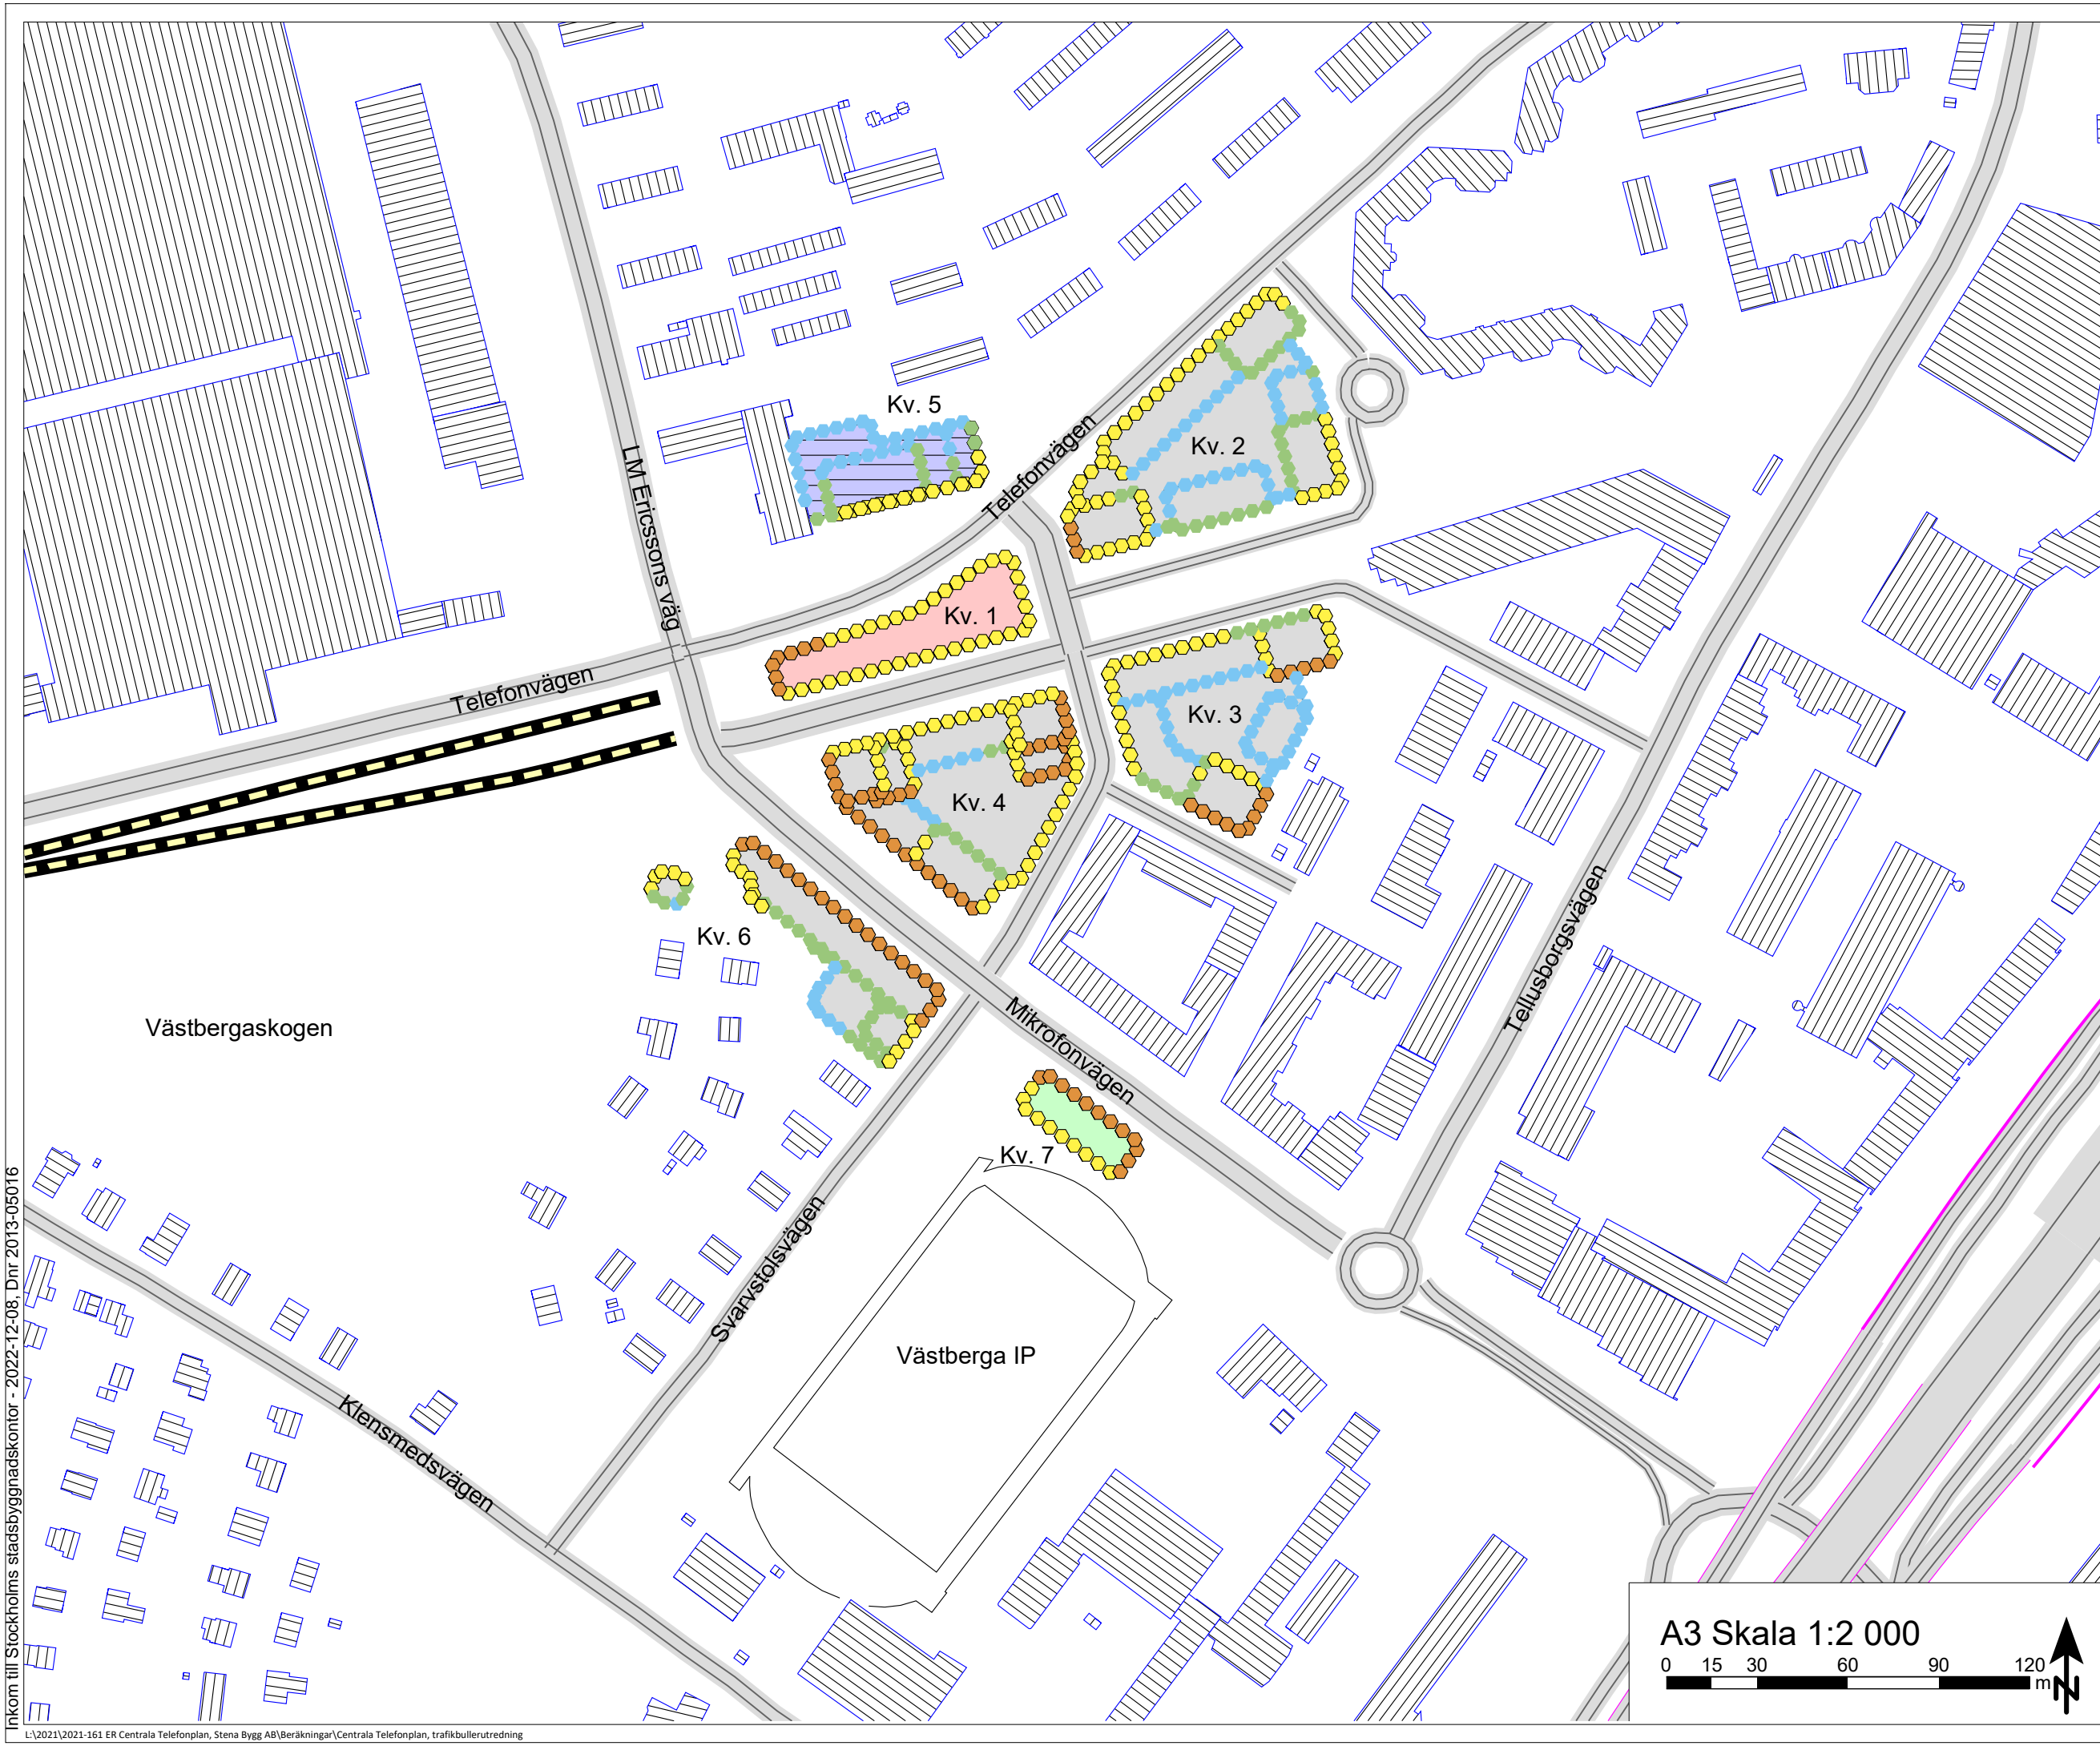 Kv. 5
Telefonvägen
Kv. 2
LM Ericssons väg
Kv. 1
Telefonvägen
Kv. 3
Kv. 4
Kv. 6
Västbergaskogen
Mikrofonvägen
Tellusborgsvägen
Kv. 7
Svarvstolsvägen
Västberga IP
Klensmedsvägen
Inkom till Stockholms stadsbyggnadskontor - 2022-12-08, Dnr 2013-05016
A3 Skala 1:2 000
0 15 30 60 90 120
m
N
L:\2021\2021-161 ER Centrala Telefonplan, Stena Bygg AB\Beräkningar\Centrala Telefonplan, trafikbullerutredning